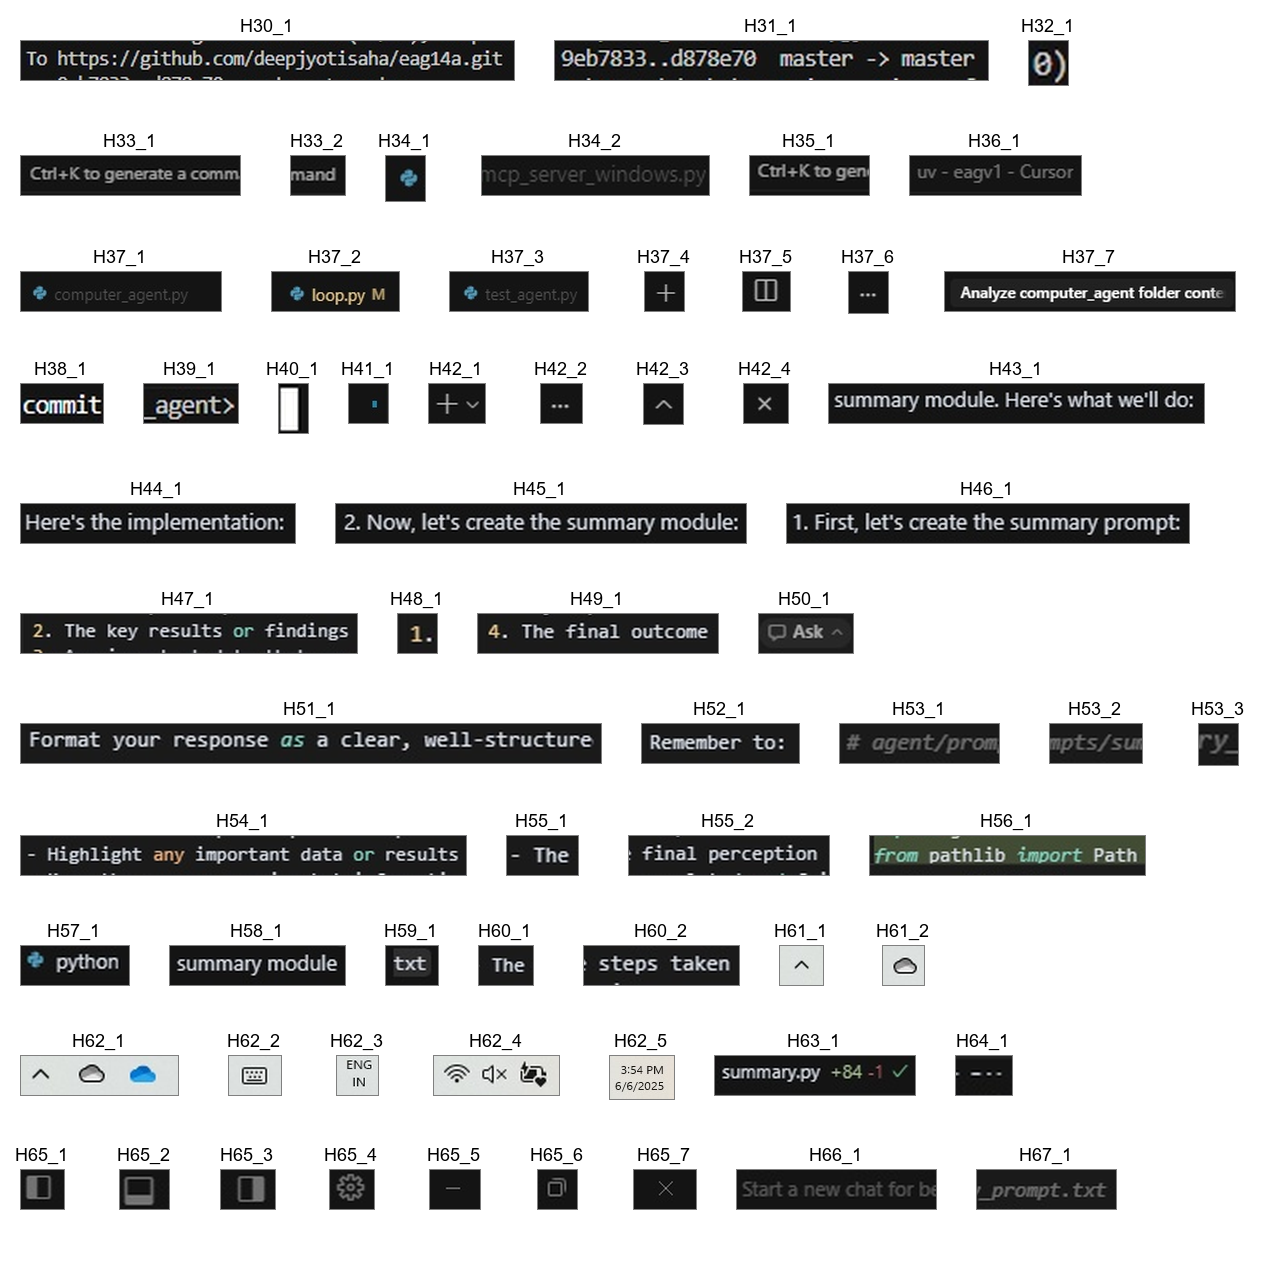 H30_1 H31_1 H32_1
To https://github.com/deepjyotisaha/eag14a.git 9eb7833..d878e70 master -> master 0)
H33_1 H33_2 H34_1 H34_2 H35_1 H36_1
Ctrl+K to generate a comm mand mcp_server_windows.py Ctrl+K to gen uv - eagv1 - Cursor
H37_1 H37_2 H37_3 H37_4 H37_5 H37_6 H37_7
computer_agent.py loop.py M test_agent.py + ... Analyze computer_agent folder conte
H38_1 H39_1 H40_1 H41_1 H42_1 H42_2 H42_3 H42_4 H43_1
commit _agent> + ... summary module. Here's what we'll do:
H44_1 H45_1 H46_1
Here's the implementation: 2. Now, let's create the summary module: 1. First, let's create the summary prompt:
H47_1 H48_1 H49_1 H50_1
2. The key results or findings 1. 4. The final outcome Ask
H51_1 H52_1 H53_1 H53_2 H53_3
Format your response as a clear, well-structure Remember to: # agent/prom mpts/sum ry_
H54_1 H55_1 H55_2 H56_1
- Highlight any important data or results - The final perception from pathlib import Path
H57_1 H58_1 H59_1 H60_1 H60_2 H61_1 H61_2
python summary module txt The steps taken
H62_1 H62_2 H62_3 H62_4 H62_5 H63_1 H64_1
ENG 3:54 PM summary.py +84 -1
IN 6/6/2025
H65_1 H65_2 H65_3 H65_4 H65_5 H65_6 H65_7 H66_1 H67_1
Start a new chat for be _prompt.txt